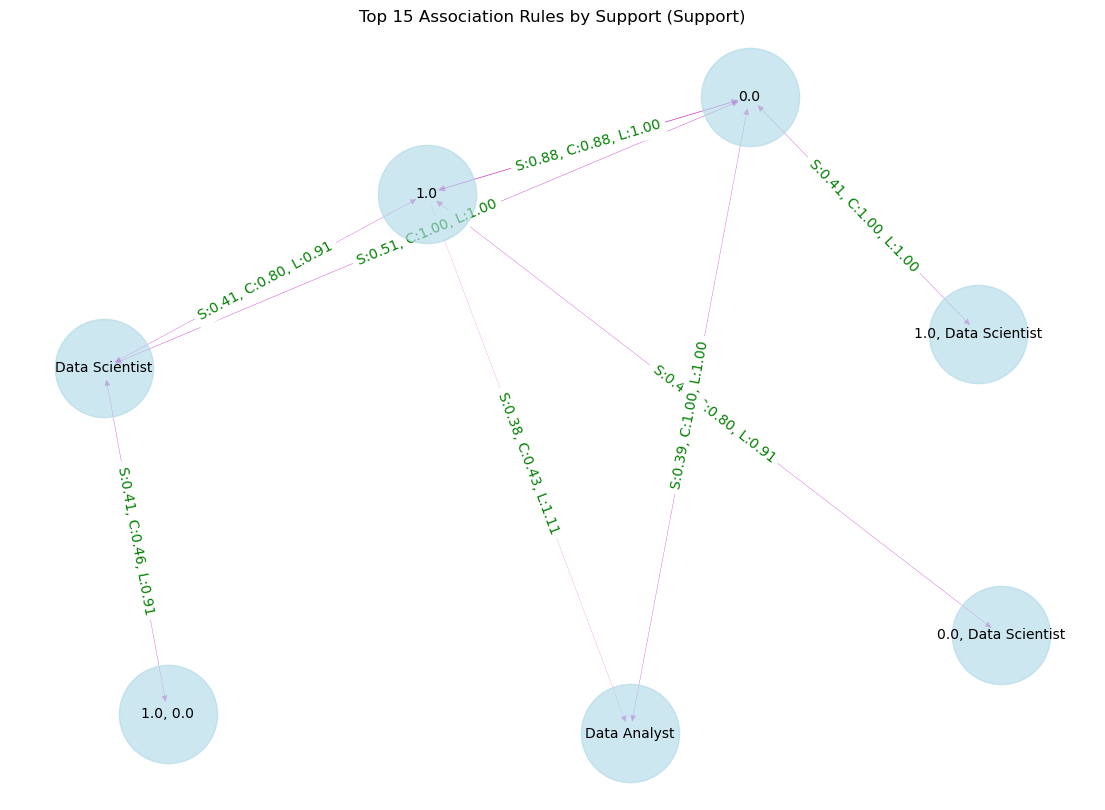 Top 15 Association Rules by Support (Support)
0.0
S:0.88, C:0.88, L:1.00
1.0
S:0.51, C:1.00, L:1.00
S:0.41, C:1.00, L:1.00
S:0.41, C:0.80, L:0.91
1.0, Data Scientist
Data Scientist
S:0.39, C:1.00, L:1.00
S:0.4 :0.80, L:0.91
S:0.38, C:0.43, L:1.11
S:0.41, C:0.46, L:0.91
0.0, Data Scientist
1.0, 0.0
Data Analyst